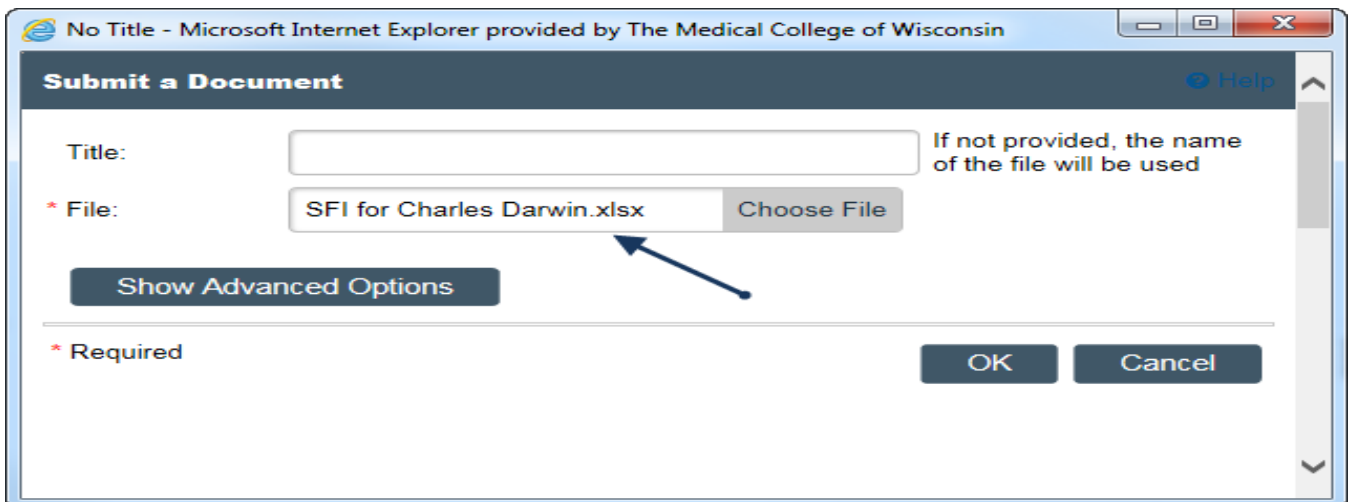 No Title - Microsoft Internet Explorer provided by The Medical College of Wisconsin
Submit a Document
Help
Title:
If not provided, the name
of the file will be used
* File:
SFI for Charles Darwin.xlsx
Choose File
Show Advanced Options
* Required
OK
Cancel